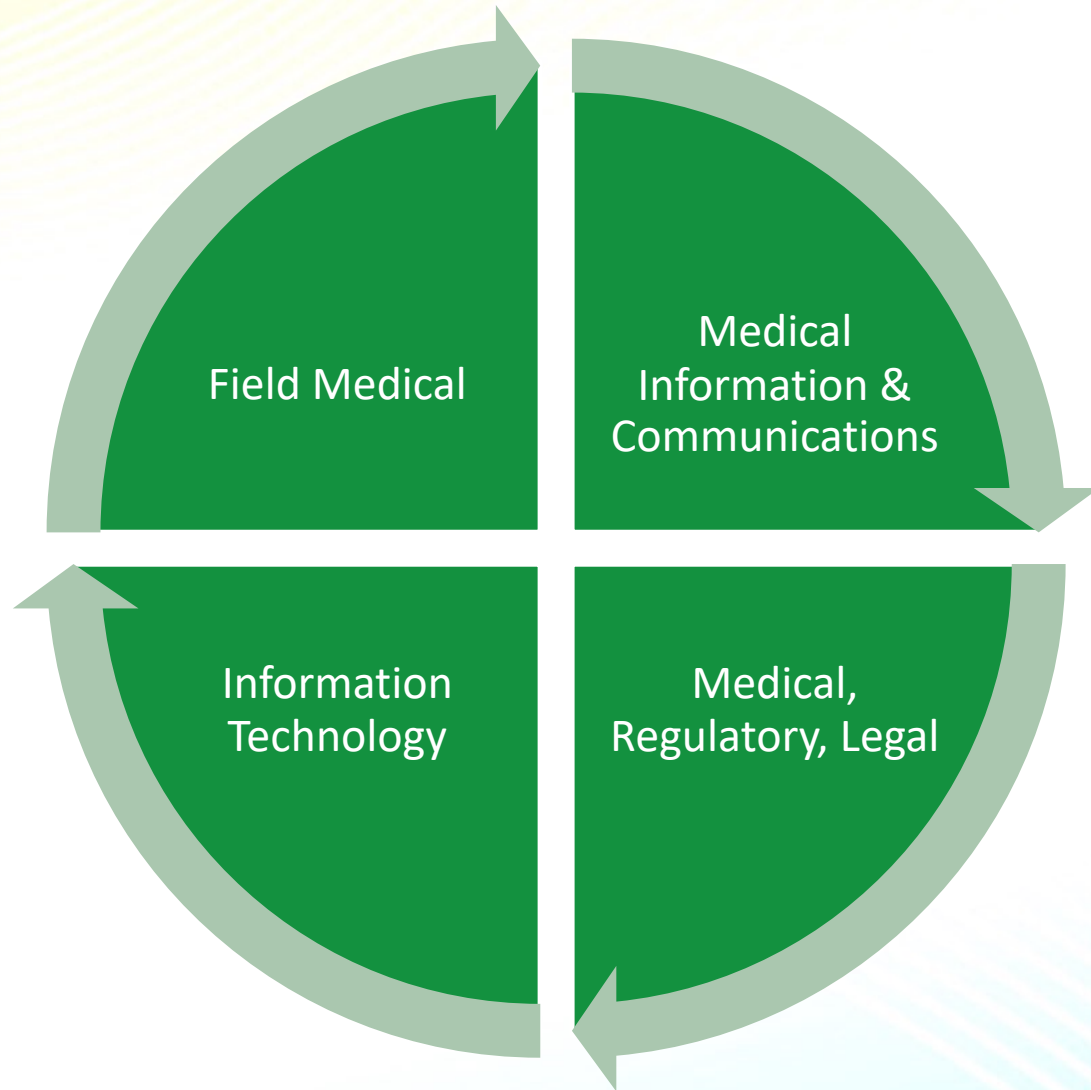 Field Medical
Medical
Information &
Communications
Information
Technology
Medical,
Regulatory, Legal